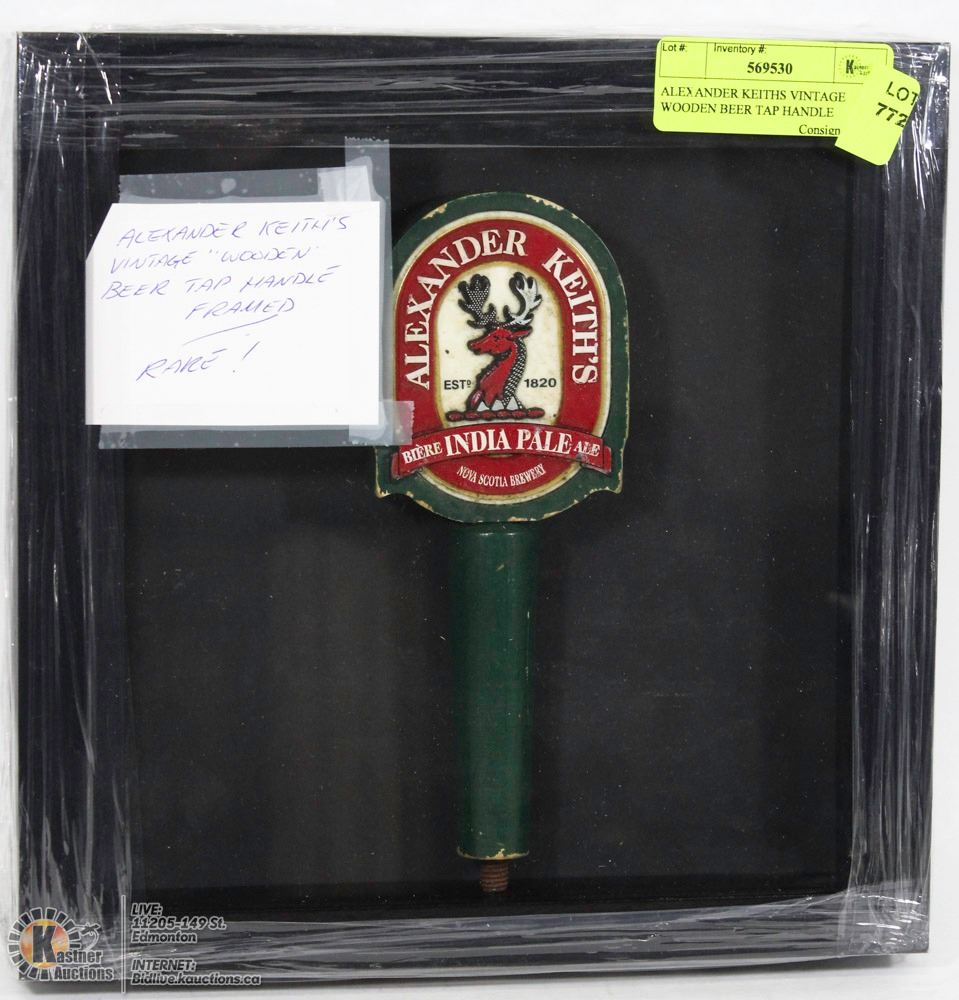 Lot #: Inventory #:
569530
ALEXANDER KEITHS VINTAGE
WOODEN BEER TAP HANDLE
Consign
LOT
772
ALEXANDER KEITH'S
VINTAGE "WOODEN"
BEER TAP HANDLE
FRAMED
RARE!
ALEXANDER KEITH'S
ESTD 1820
BIÈRE INDIA PALE ALE
NOVA SCOTIA BREWERY
Kastner
Auctions
LIVE:
11205-149 St.
Edmonton
INTERNET:
Bidlive.kauctions.ca